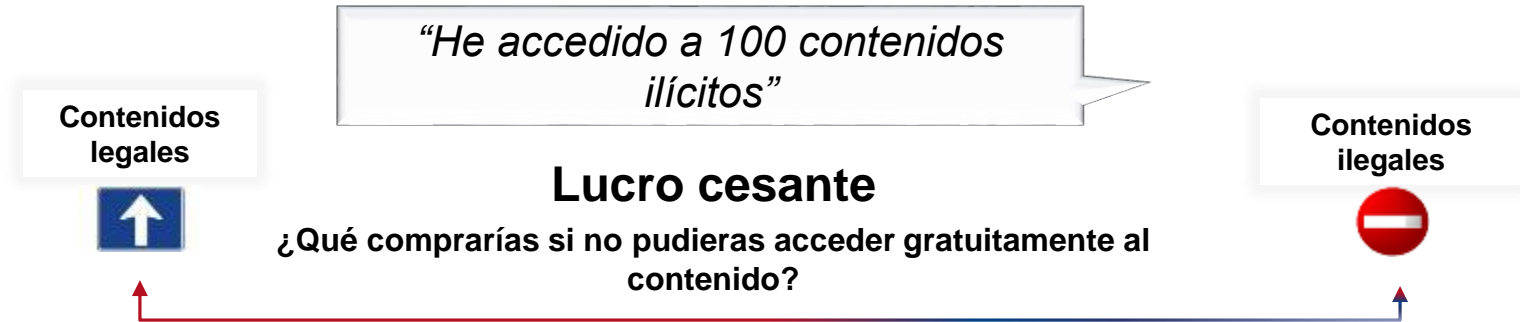 “He accedido a 100 contenidos
ilícitos”
Contenidos
legales
Contenidos
ilegales
Lucro cesante
¿Qué comprarías si no pudieras acceder gratuitamente al
contenido?